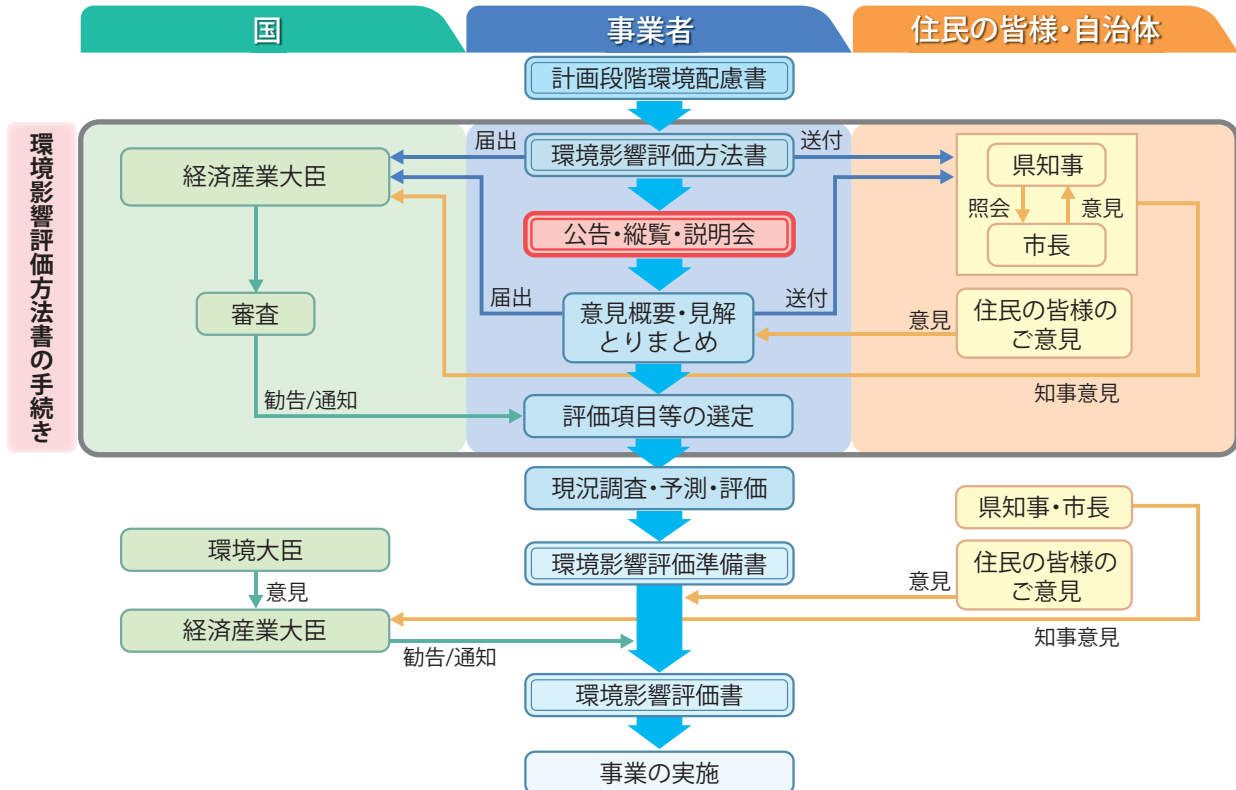 国
事業者
住民の皆様・自治体
計画段階環境配慮書
環境影響評価方法書の手続き
届出
環境影響評価方法書
送付
経済産業大臣
県知事
照会
意見
市長
公告・縦覧・説明会
届出
意見概要・見解
とりまとめ
送付
審査
意見
住民の皆様の
ご意見
知事意見
勧告/通知
評価項目等の選定
現況調査・予測・評価
県知事・市長
環境大臣
意見
環境影響評価準備書
意見
住民の皆様の
ご意見
経済産業大臣
知事意見
勧告/通知
環境影響評価書
事業の実施